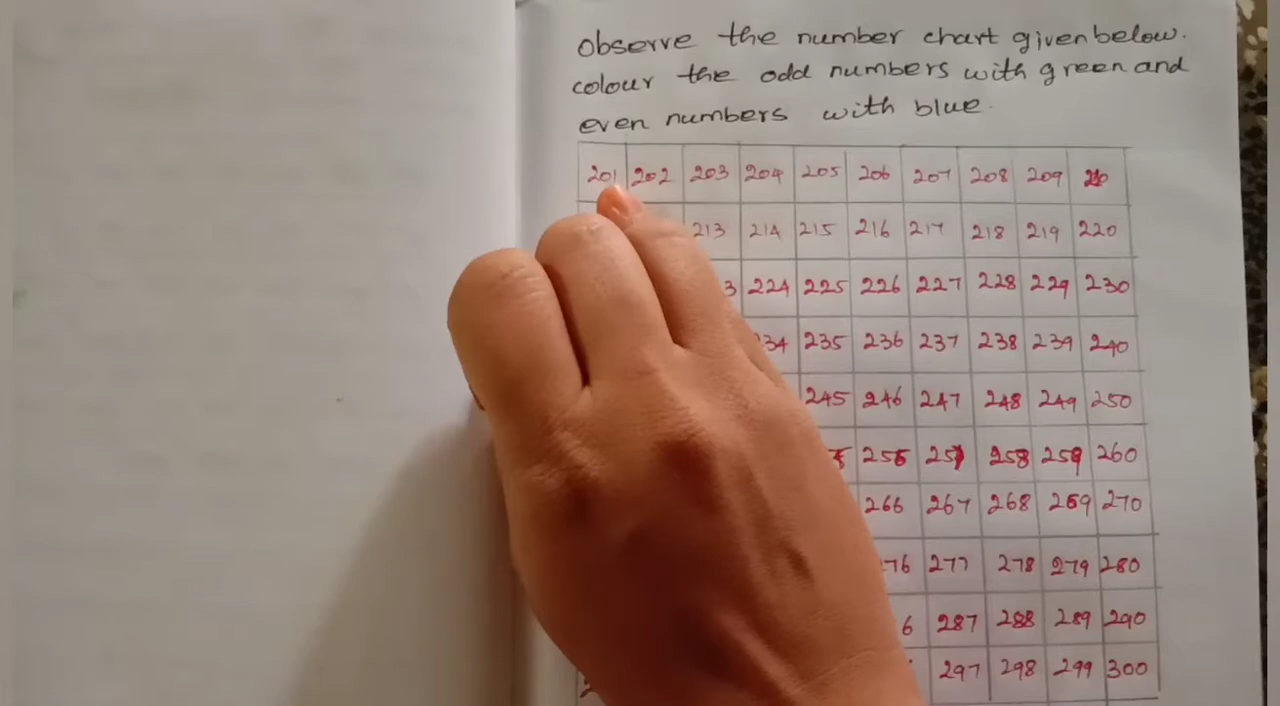 observe the number chart given below.
colour the odd numbers with green and
even numbers with blue.
201 202 203 204 205 206 207 208 209 210
213 214 215 216 217 218 219 220
224 225 226 227 228 229 230
235 236 237 238 239 240
245 246 247 248 249 250
256 257 258 259 260
266 267 268 269 270
277 278 279 280
287 288 289 290
297 298 299 300